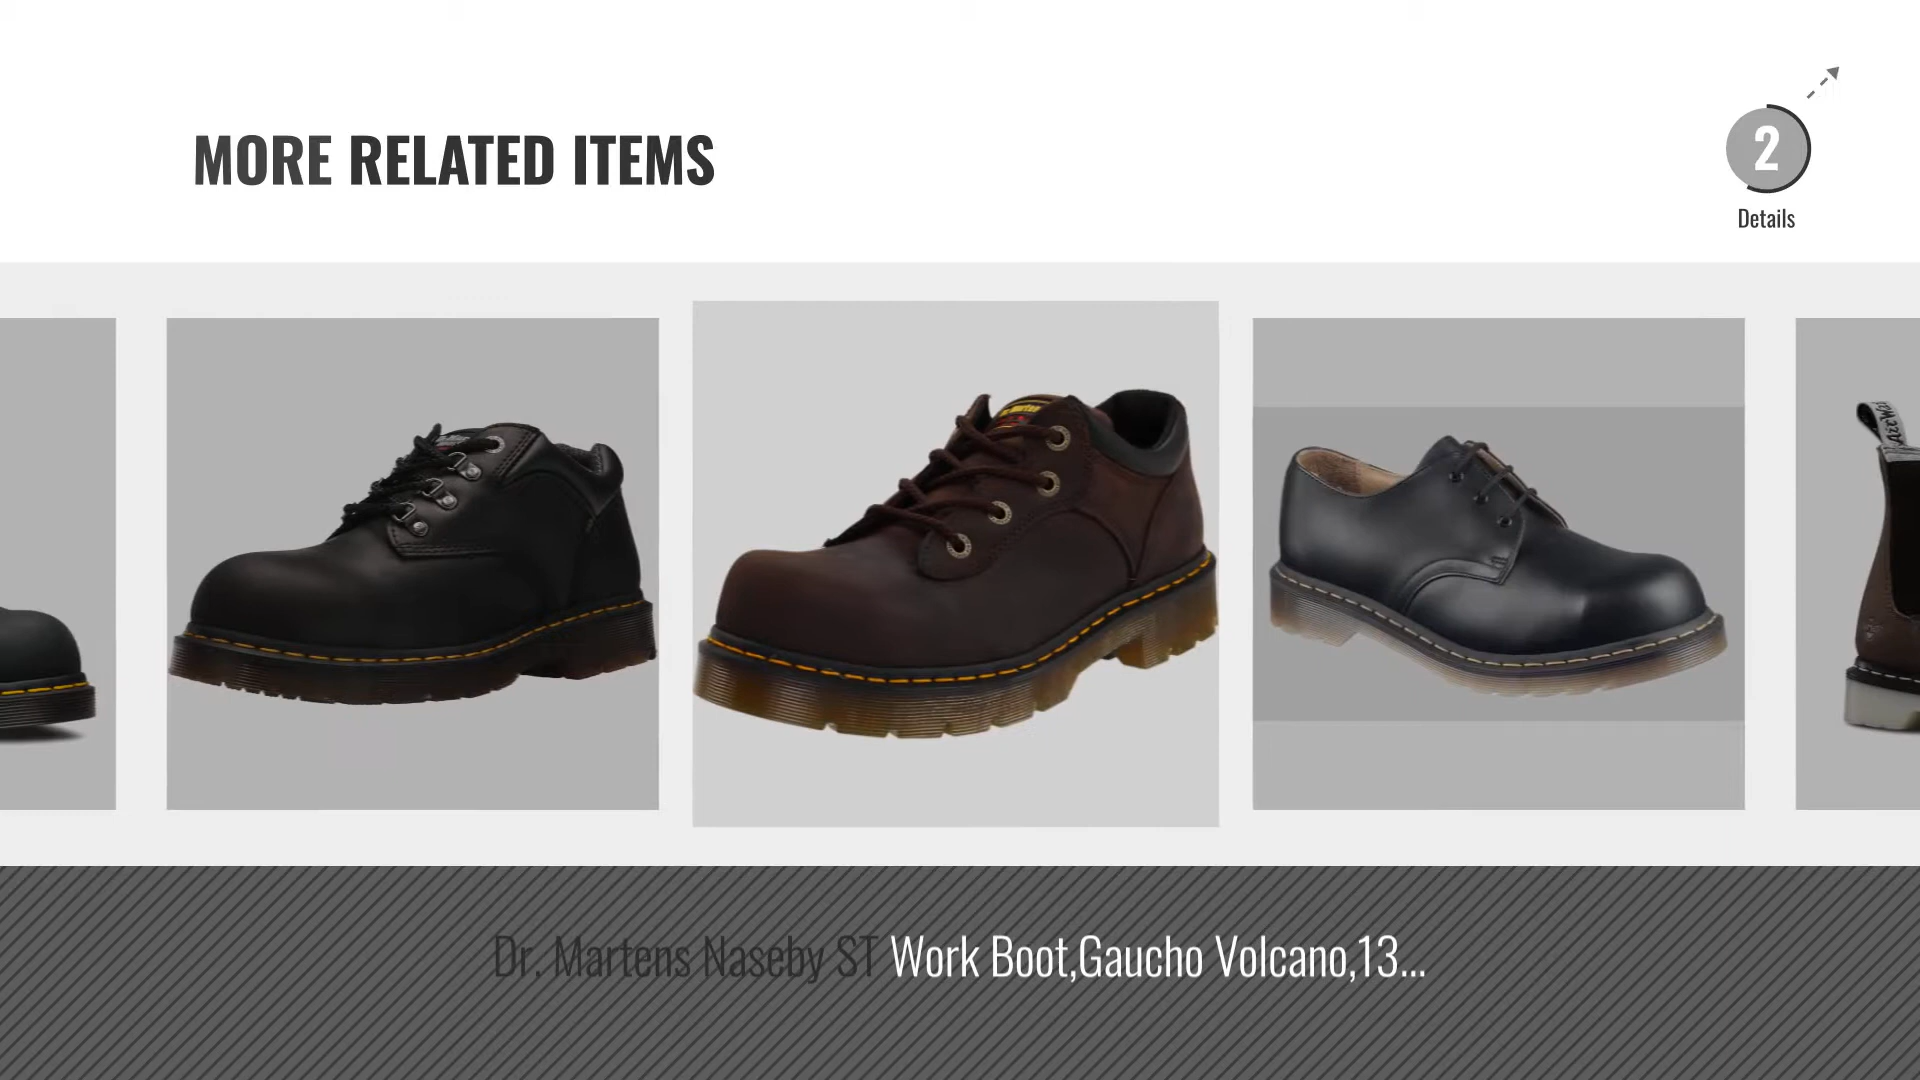 MORE RELATED ITEMS
2
Details
Dr. Martens Naseby ST Work Boot,Gaucho Volcano,13...